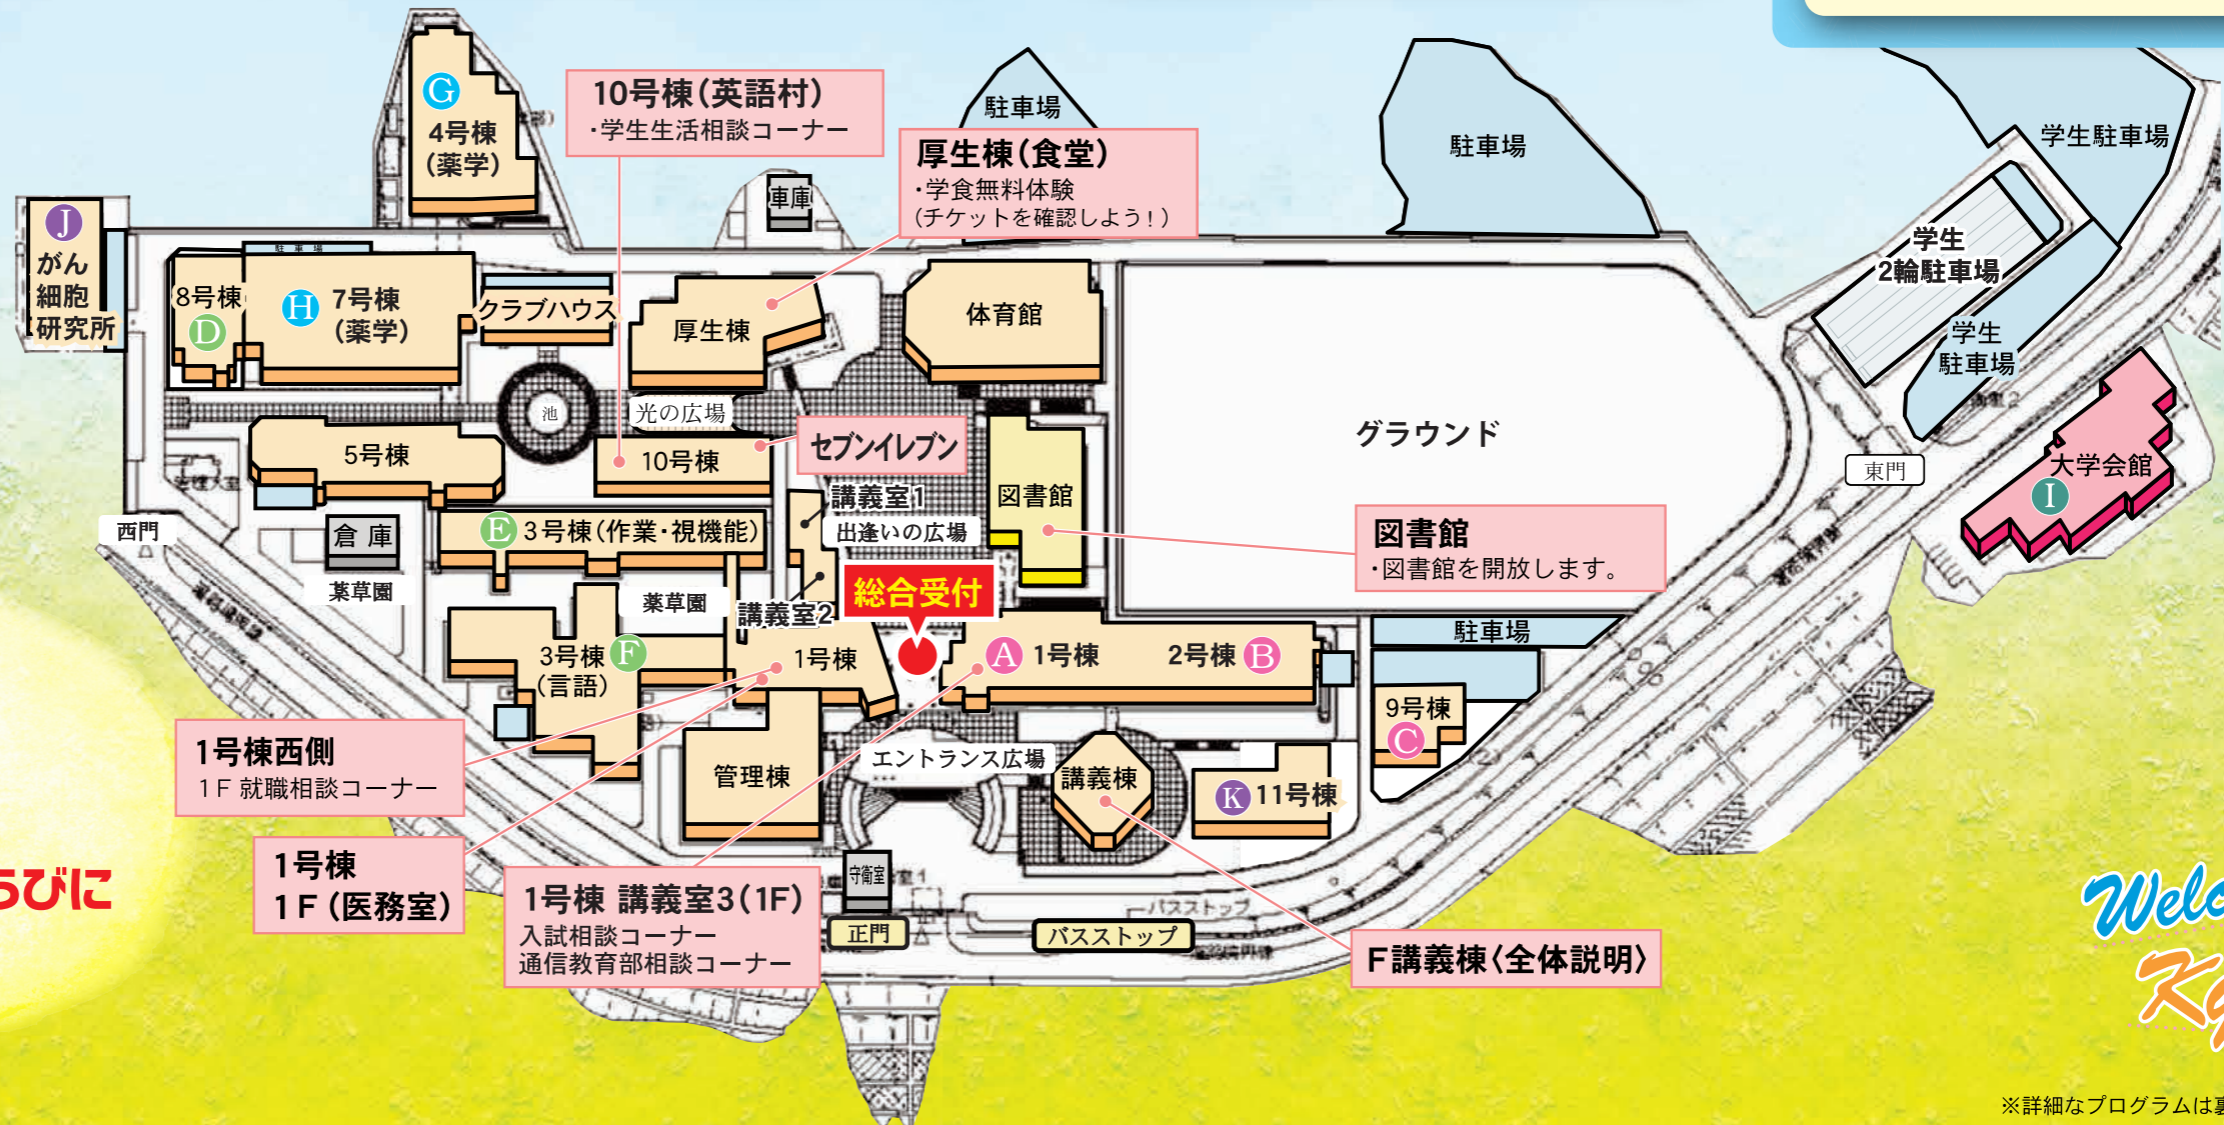 G
4号棟
(薬学)
10号棟(英語村)
・学生生活相談コーナー
駐車場
厚生棟(食堂)
・学食無料体験
(チケットを確認しよう！)
駐車場
学生駐車場
車庫
J
がん
細胞
研究所
駐車場
8号棟
D
H
7号棟
(薬学)
クラブハウス
厚生棟
体育館
学生
2輪駐車場
学生
駐車場
池
光の広場
セブンイレブン
5号棟
10号棟
グラウンド
東門
大学会館
I
図書館
講義室1
出逢いの広場
西門
倉庫
E
3号棟(作業・視機能)
図書館
・図書館を開放します。
薬草園
薬草園
講義室2
総合受付
駐車場
3号棟
(言語)
F
1号棟
A
1号棟
2号棟
B
9号棟
C
1号棟西側
1F 就職相談コーナー
管理棟
エントランス広場
講義棟
K
11号棟
1号棟
1F(医務室)
1号棟 講義室3(1F)
入試相談コーナー
通信教育部相談コーナー
守衛室
正門
バスストップ
バスストップ
F講義棟〈全体説明〉
びに
Welc
K
※詳細なプログラムは裏